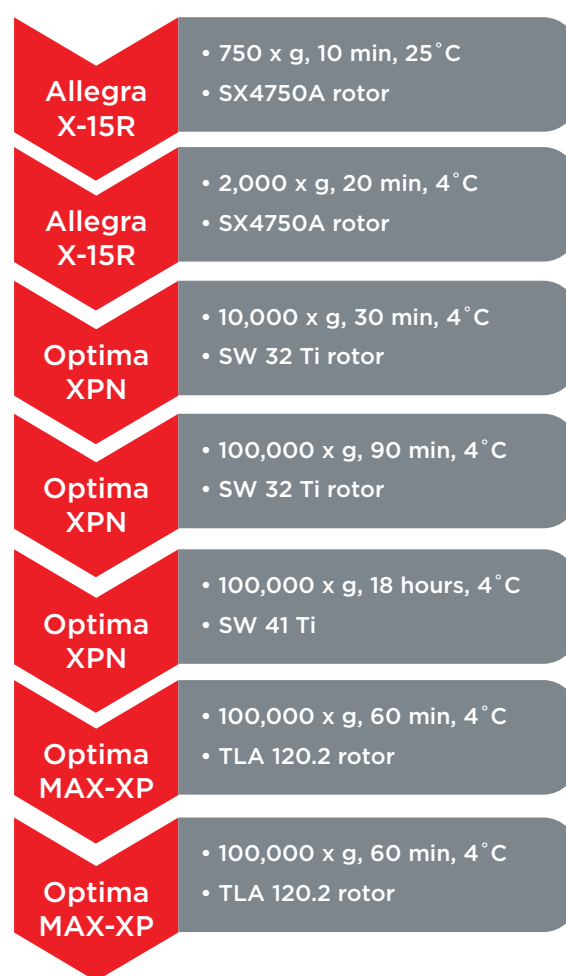 Allegra
X-15R
• 750 x g, 10 min, 25˚C
• SX4750A rotor
Allegra
X-15R
• 2,000 x g, 20 min, 4˚C
• SX4750A rotor
Optima
XPN
• 10,000 x g, 30 min, 4˚C
• SW 32 Ti rotor
Optima
XPN
• 100,000 x g, 90 min, 4˚C
• SW 32 Ti rotor
Optima
XPN
• 100,000 x g, 18 hours, 4˚C
• SW 41 Ti
Optima
MAX-XP
• 100,000 x g, 60 min, 4˚C
• TLA 120.2 rotor
Optima
MAX-XP
• 100,000 x g, 60 min, 4˚C
• TLA 120.2 rotor